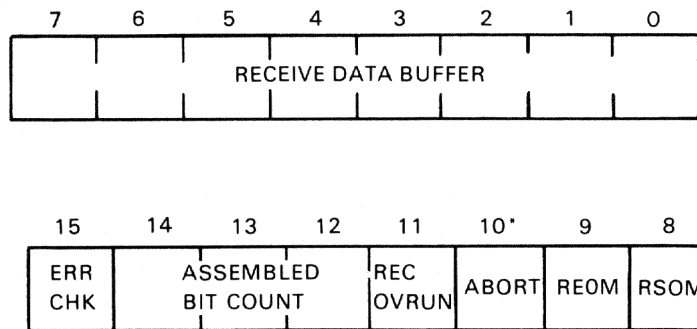 7 6 5 4 3 2 1 0
RECEIVE DATA BUFFER
15 14 13 12 11 10* 9 8
ERR ASSEMBLED REC ABORT REOM RSOM
CHK BIT COUNT OVRUN